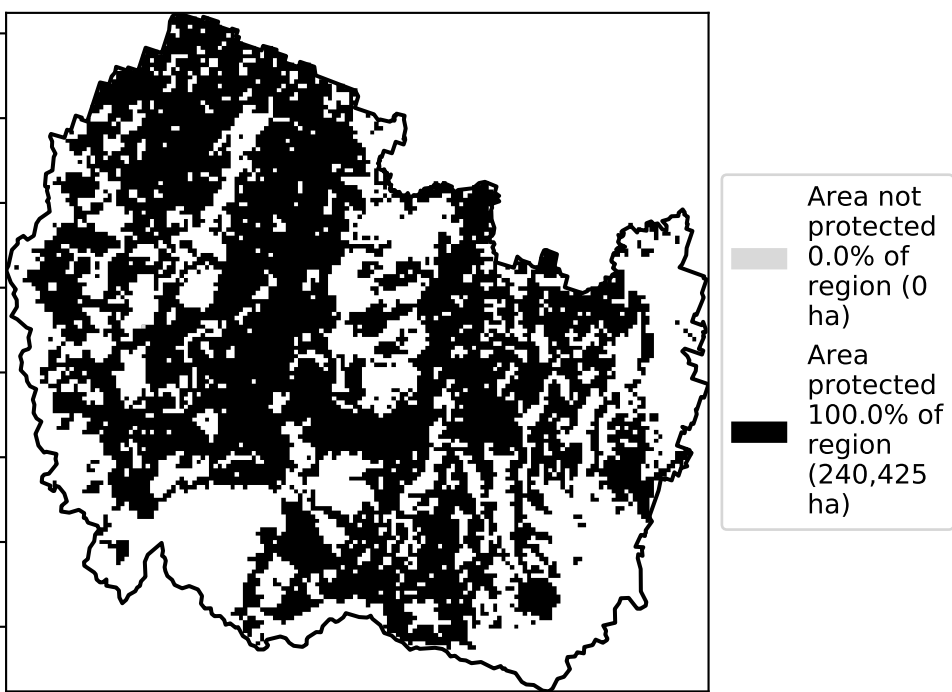 Area not
protected
0.0% of
region (0
ha)
Area
protected
100.0% of
region
(240,425
ha)